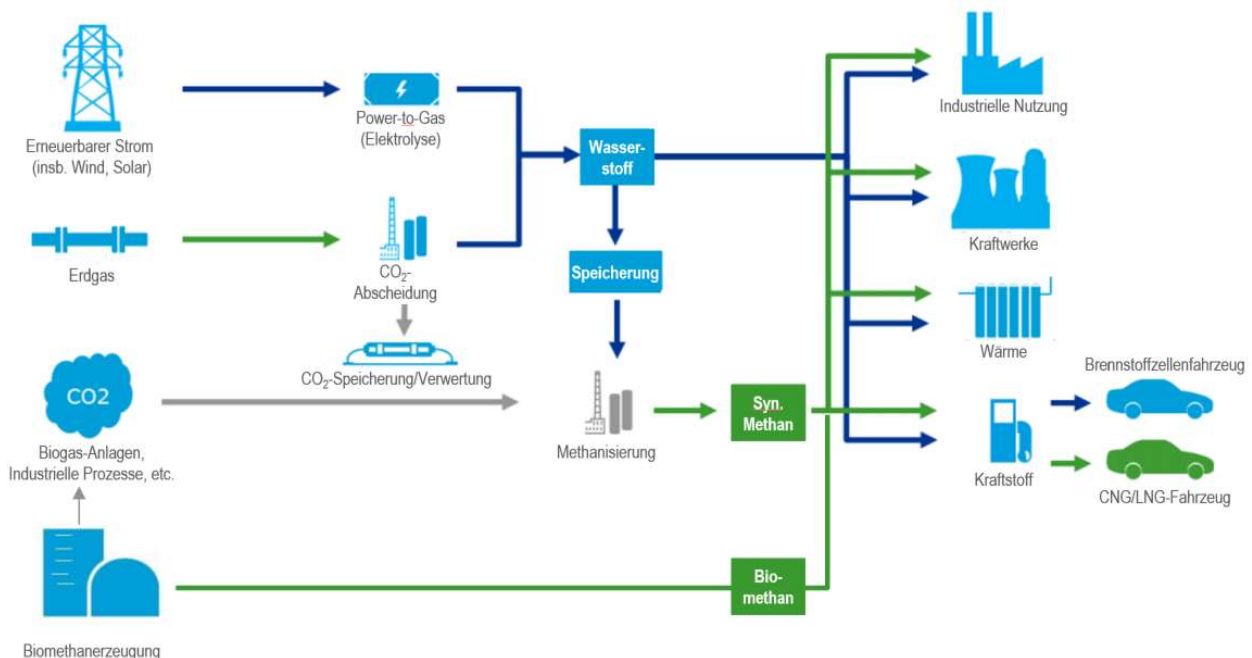 Erneuerbarer Strom
(insb. Wind, Solar)
Power-to-Gas
(Elektrolyse)
Wasser-
stoff
Industrielle Nutzung
Erdgas
CO₂-
Abscheidung
Speicherung
Kraftwerke
CO₂-Speicherung/Verwertung
Wärme
CO2
Biogas-Anlagen,
Industrielle Prozesse, etc.
Methanisierung
Syn.
Methan
Kraftstoff
Brennstoffzellenfahrzeug
CNG/LNG-Fahrzeug
Bio-
methan
Biomethanerzeugung